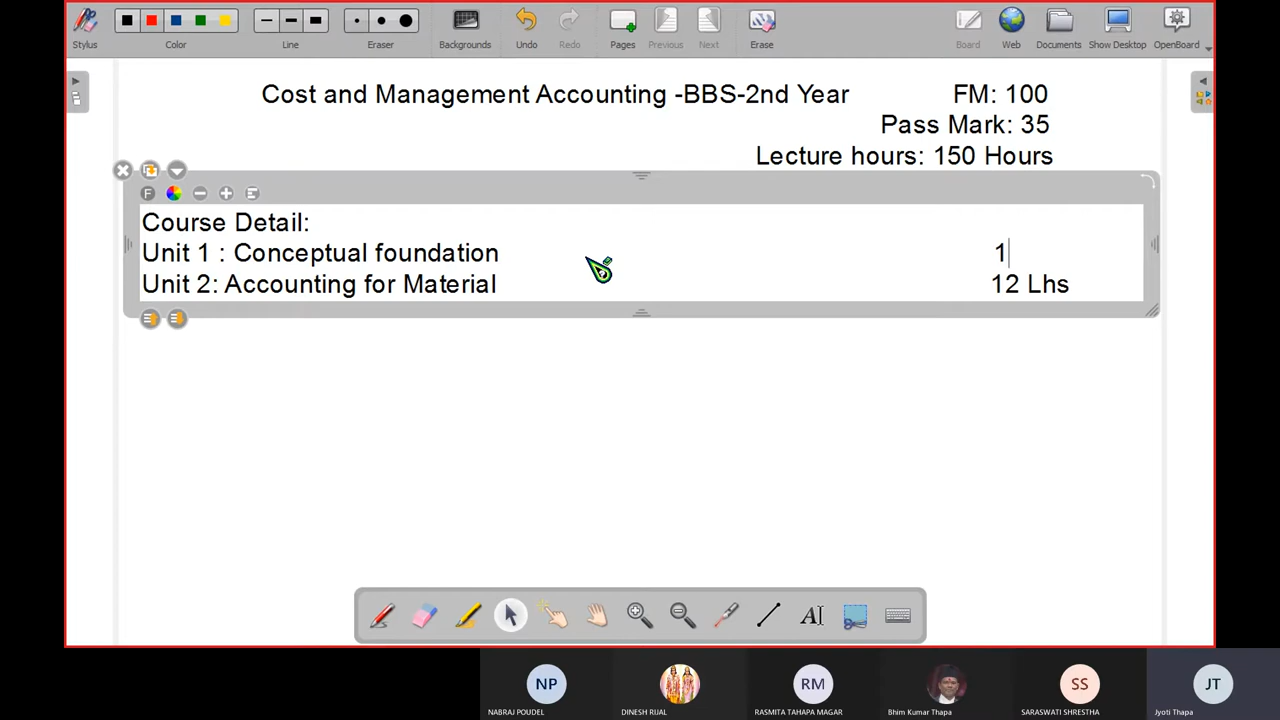 Stylus Color Line Eraser Backgrounds Undo Redo Pages Previous Next Erase Board Web Documents Show Desktop OpenBoard
Cost and Management Accounting -BBS-2nd Year FM: 100
Pass Mark: 35
Lecture hours: 150 Hours
F
Course Detail:
Unit 1 : Conceptual foundation 1
Unit 2: Accounting for Material 12 Lhs
AI
NP RM SS JT
NABRAJ POUDEL DINESH RIJAL RASMITA TAHAPA MAGAR Bhim Kumar Thapa SARASWATI SHRESTHA Jyoti Thapa